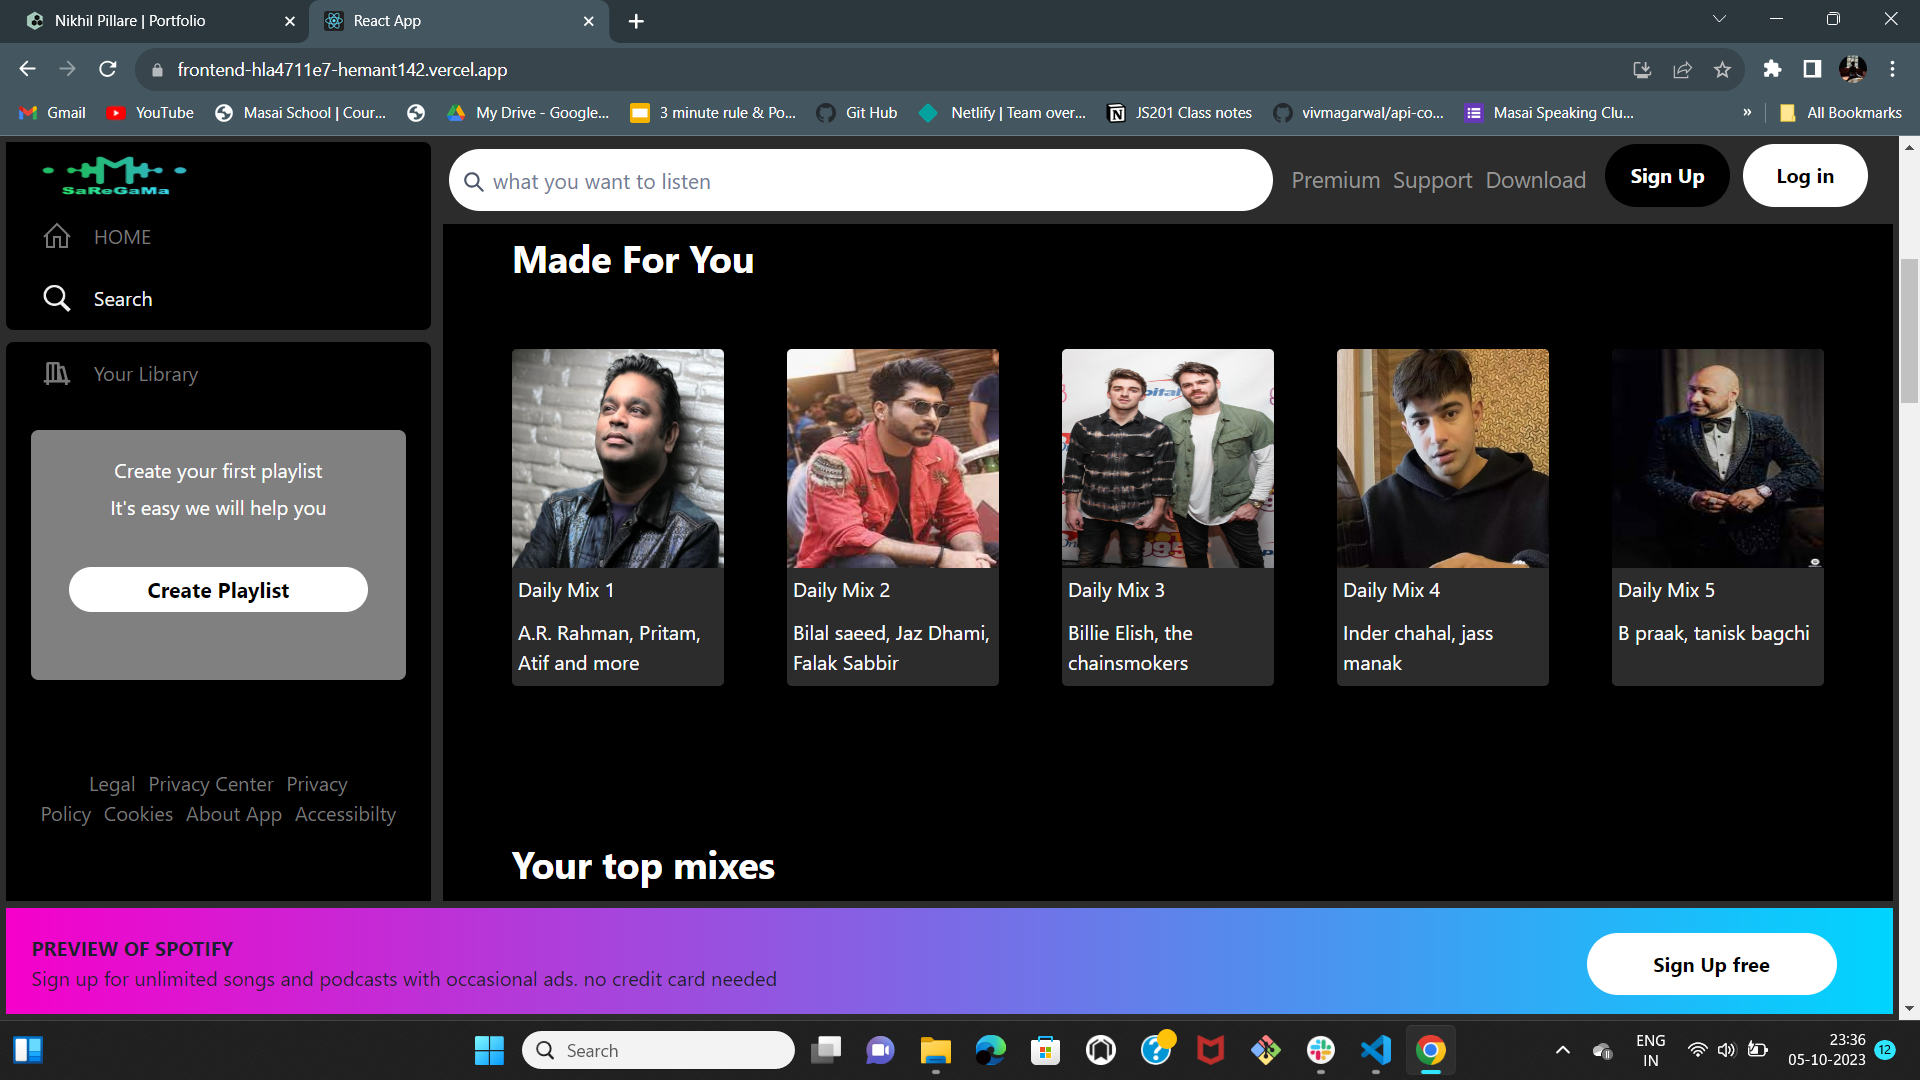 Nikhil Pillare | Portfolio
React App
frontend-hla4711e7-hemant142.vercel.app
Gmail
YouTube
Masai School | Cour...
My Drive - Google...
3 minute rule & Po...
Git Hub
Netlify | Team over...
JS201 Class notes
vivmagarwal/api-co...
Masai Speaking Clu...
»
All Bookmarks
SaReGaMa
HOME
Search
what you want to listen
Premium Support Download
Sign Up
Log in
Your Library
Create your first playlist
It's easy we will help you
Create Playlist
Legal Privacy Center Privacy
Policy Cookies About App Accessibilty
Made For You
Daily Mix 1
A.R. Rahman, Pritam,
Atif and more
Daily Mix 2
Bilal saeed, Jaz Dhami,
Falak Sabbir
Daily Mix 3
Billie Elish, the
chainsmokers
Daily Mix 4
Inder chahal, jass
manak
Daily Mix 5
B praak, tanisk bagchi
Your top mixes
PREVIEW OF SPOTIFY
Sign up for unlimited songs and podcasts with occasional ads. no credit card needed
Sign Up free
Search
ENG
IN
23:36
05-10-2023
12